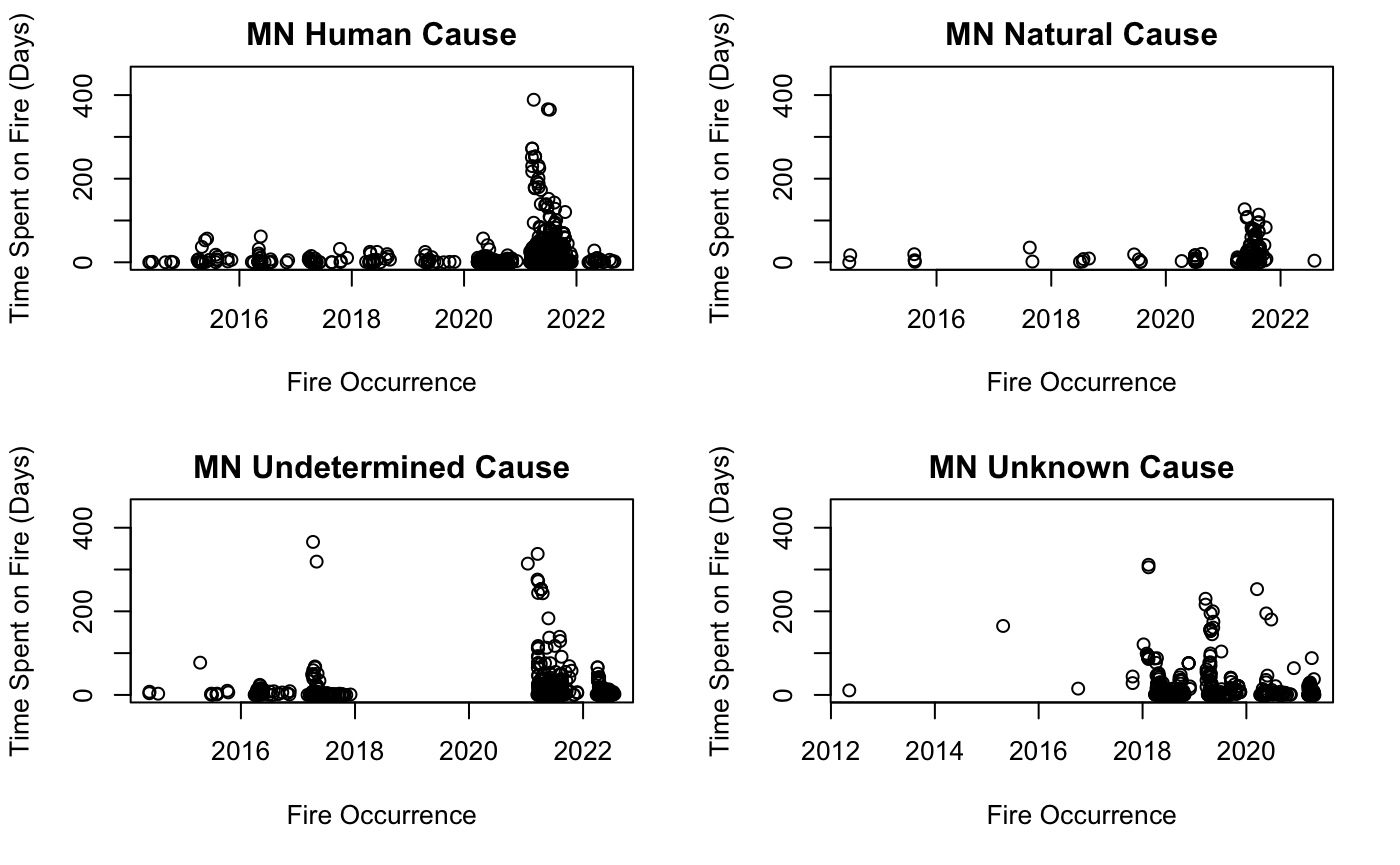 MN Human Cause
Time Spent on Fire (Days)
400
200
0
2016 2018 2020 2022
Fire Occurrence
MN Natural Cause
Time Spent on Fire (Days)
400
200
0
2016 2018 2020 2022
Fire Occurrence
MN Undetermined Cause
Time Spent on Fire (Days)
400
200
0
2016 2018 2020 2022
Fire Occurrence
MN Unknown Cause
Time Spent on Fire (Days)
400
200
0
2012 2014 2016 2018 2020
Fire Occurrence